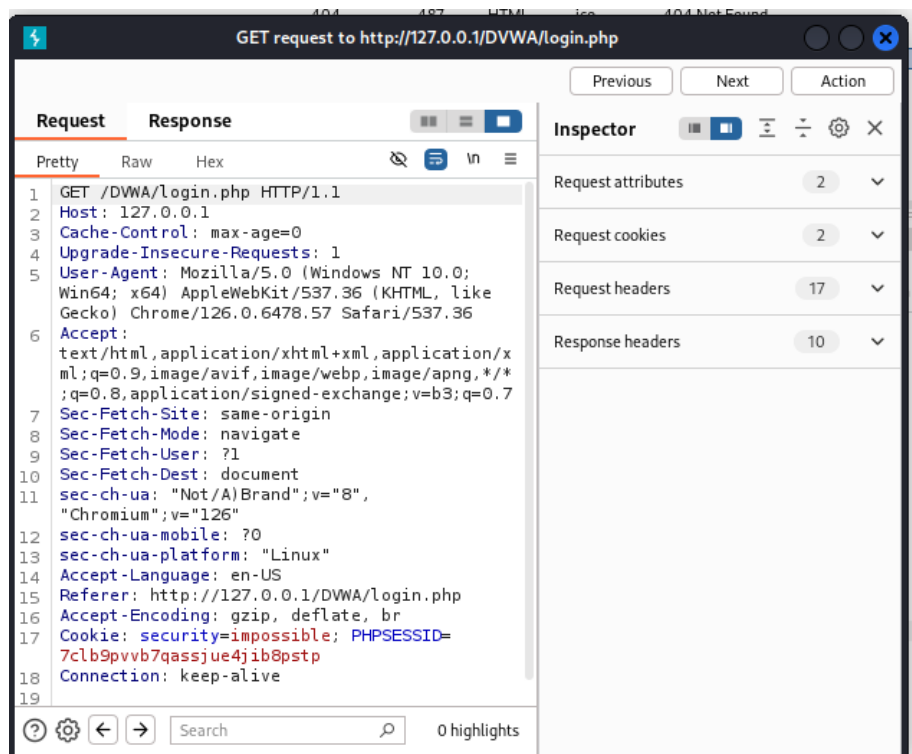 404 487 HTML ico 404 Not Found
GET request to http://127.0.0.1/DVWA/login.php
Previous Next Action
Request Response
Inspector
Pretty Raw Hex \n
1 GET /DVWA/login.php HTTP/1.1
2 Host: 127.0.0.1
3 Cache-Control: max-age=0
4 Upgrade-Insecure-Requests: 1
5 User-Agent: Mozilla/5.0 (Windows NT 10.0;
Win64; x64) AppleWebKit/537.36 (KHTML, like
Gecko) Chrome/126.0.6478.57 Safari/537.36
6 Accept:
text/html,application/xhtml+xml,application/x
ml;q=0.9,image/avif,image/webp,image/apng,*/*
;q=0.8,application/signed-exchange;v=b3;q=0.7
7 Sec-Fetch-Site: same-origin
8 Sec-Fetch-Mode: navigate
9 Sec-Fetch-User: ?1
10 Sec-Fetch-Dest: document
11 sec-ch-ua: "Not/A)Brand";v="8",
"Chromium";v="126"
12 sec-ch-ua-mobile: ?0
13 sec-ch-ua-platform: "Linux"
14 Accept-Language: en-US
15 Referer: http://127.0.0.1/DVWA/login.php
16 Accept-Encoding: gzip, deflate, br
17 Cookie: security=impossible; PHPSESSID=
7clb9pvvb7qassjue4jib8pstp
18 Connection: keep-alive
19
Request attributes 2
Request cookies 2
Request headers 17
Response headers 10
Search
0 highlights